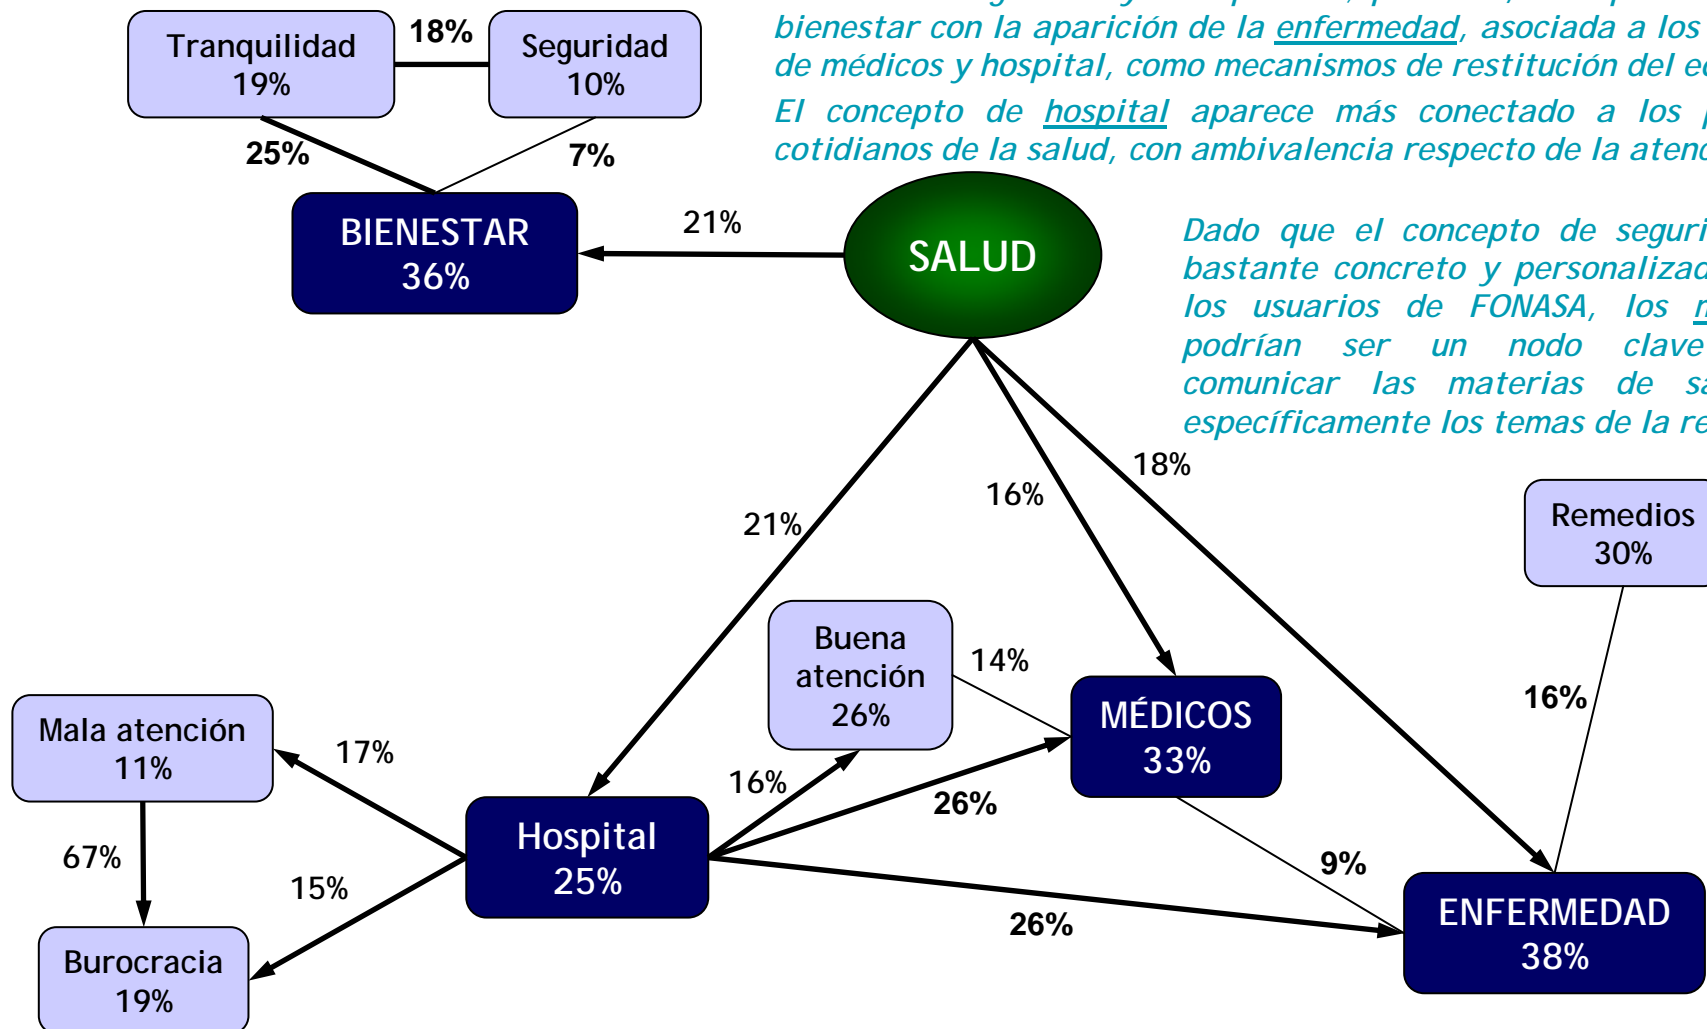 bienestar con la aparición de la enfermedad, asociada a los
de médicos y hospital, como mecanismos de restitución del
El concepto de hospital aparece más conectado a los
cotidianos de la salud, con ambivalencia respecto de la
Tranquilidad
19%
18%
Seguridad
10%
25%
7%
BIENESTAR
36%
21%
SALUD
Dado que el concepto de
bastante concreto y
los usuarios de FONASA, los
podrían ser un nodo clave
comunicar las materias de
específicamente los temas de la
18%
16%
21%
Remedios
30%
16%
Buena
atención
26%
14%
MÉDICOS
33%
Mala atención
11%
17%
16%
26%
Hospital
25%
67%
15%
9%
26%
ENFERMEDAD
38%
Burocracia
19%